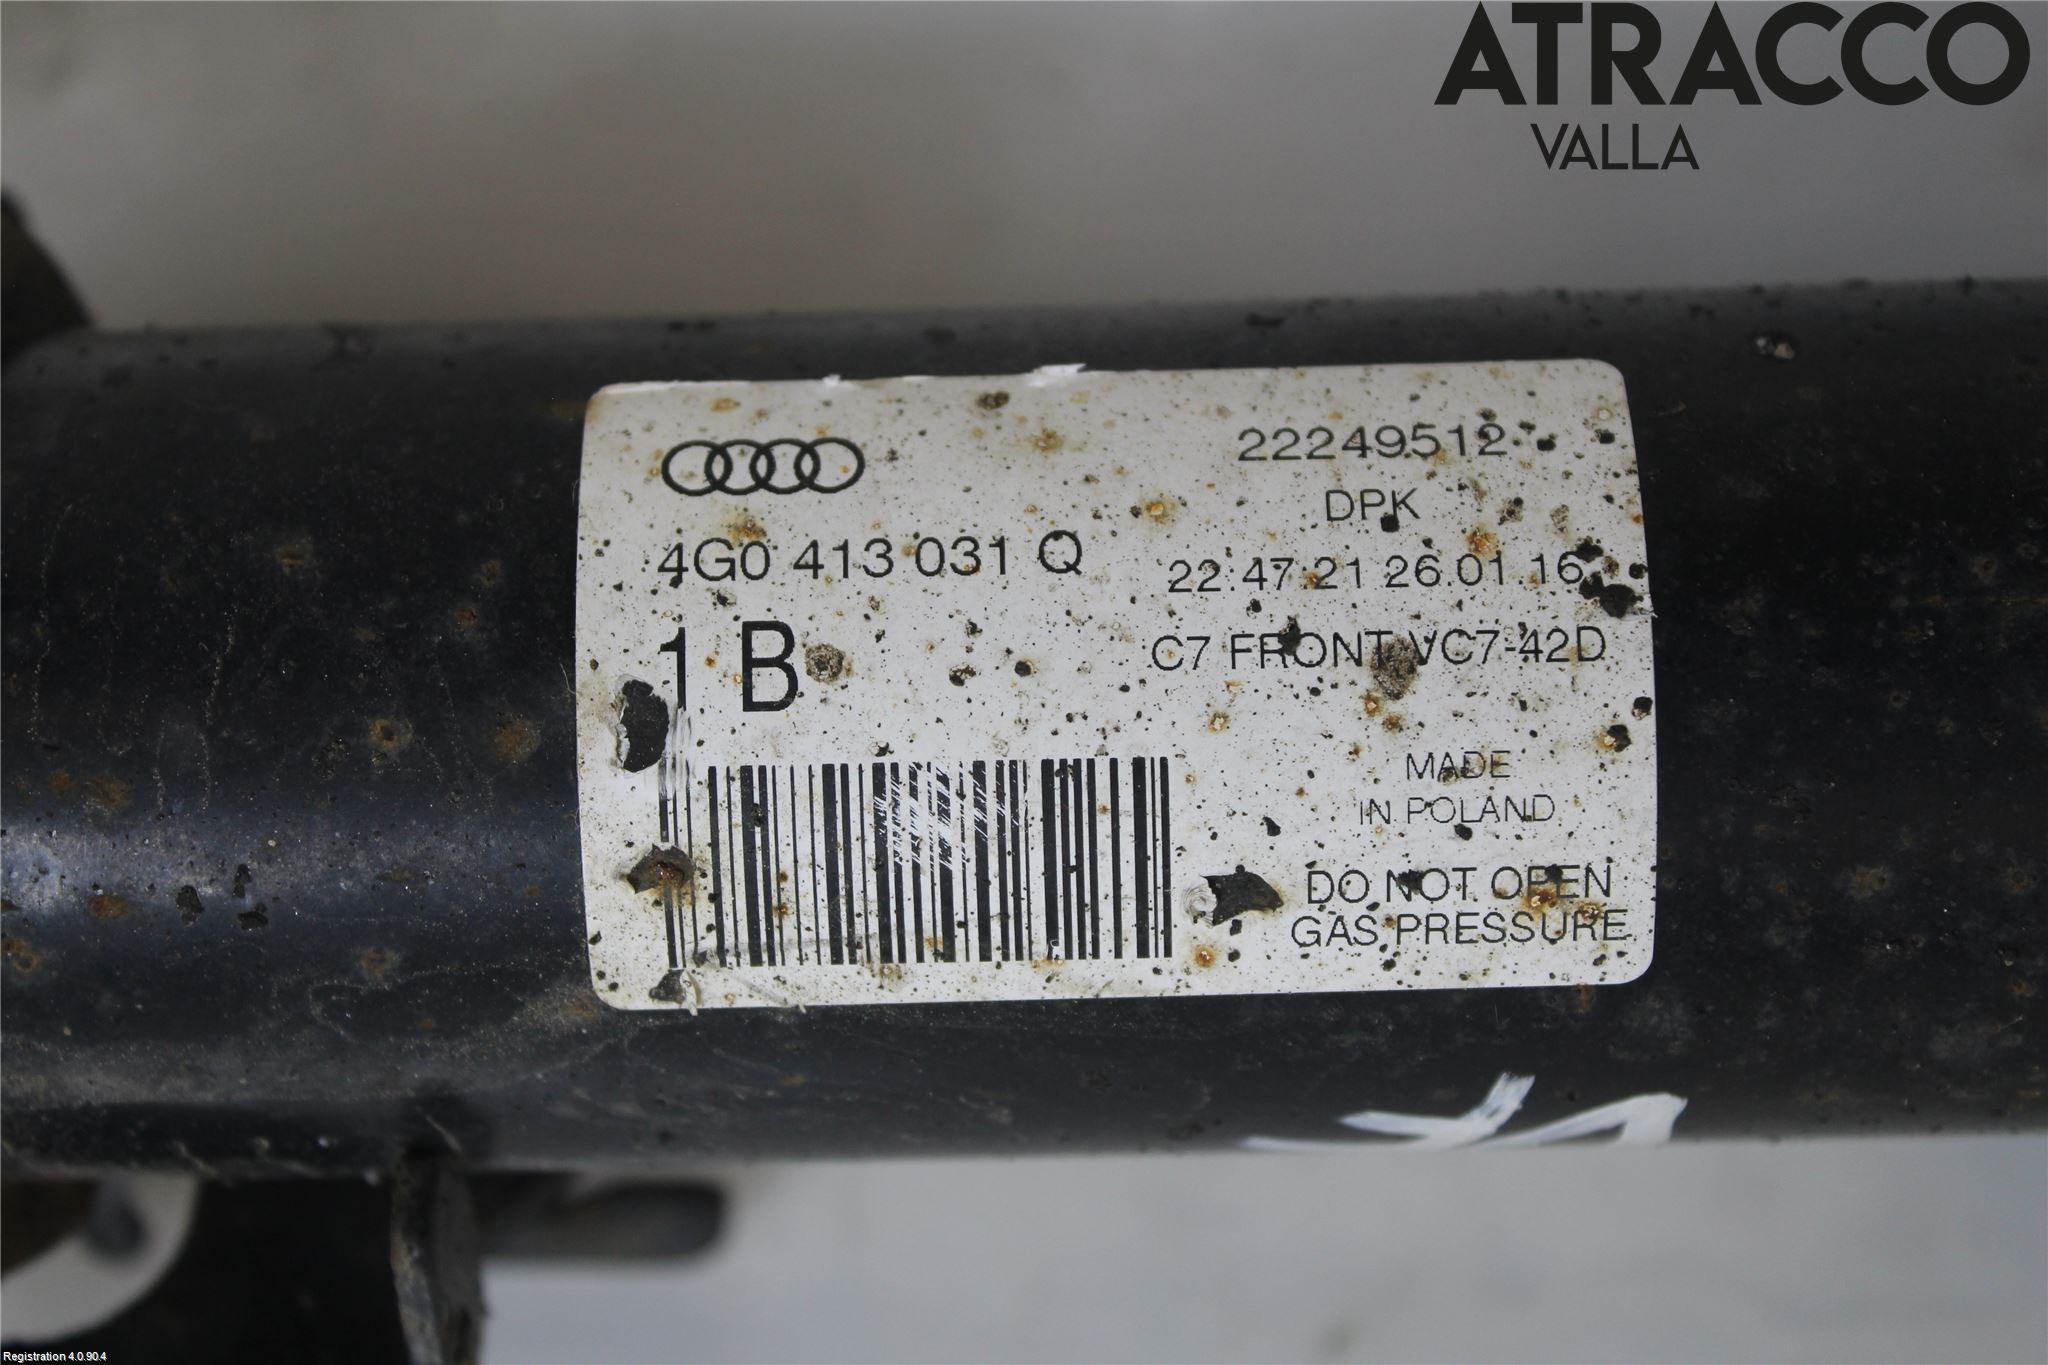 ATRACCO
VALLA
22249512
DPK
4G0 413 031 Q
22:47:21 26.01.16
1 B
C7 FRONT VC7-42D
MADE
IN POLAND
DO NOT OPEN
GAS PRESSURE
Registration 4.0.90.4